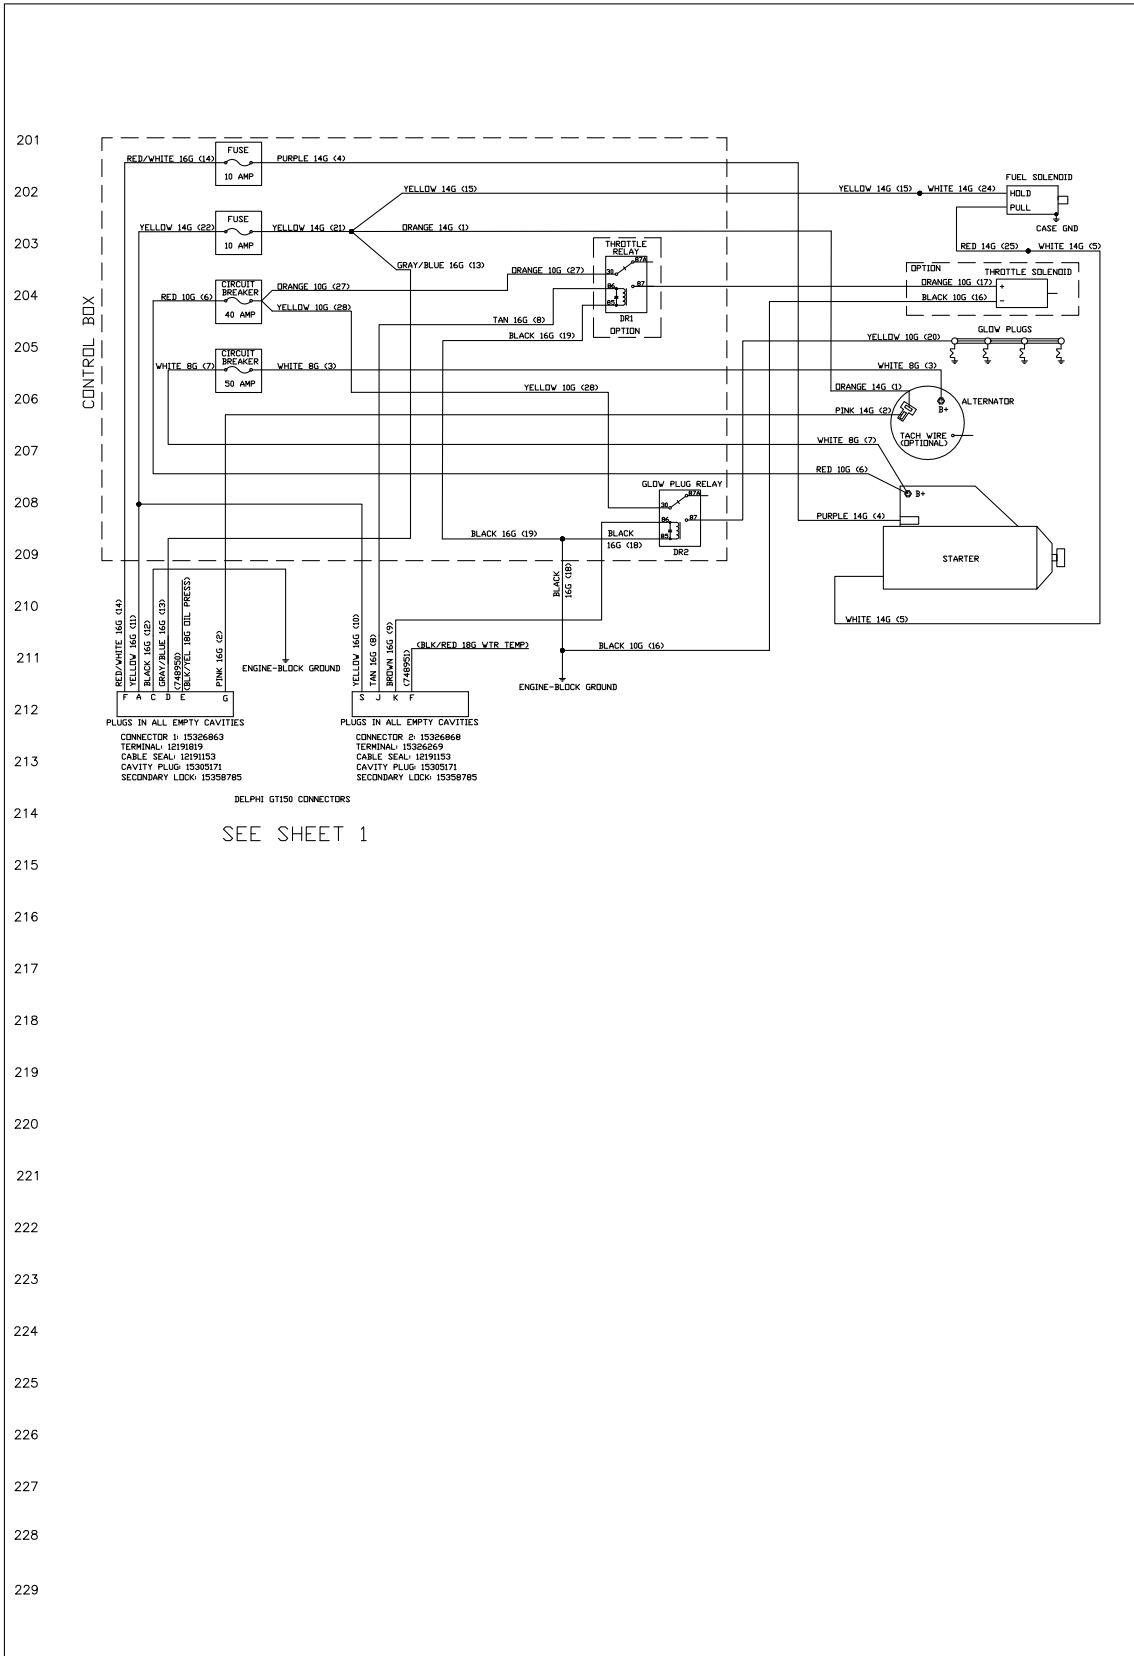 201
FUSE
RED/WHITE 16G (14)
PURPLE 14G (4)
10 AMP
FUEL SOLENOID
202
YELLOW 14G (15)
YELLOW 14G (15)
WHITE 14G (24)
HOLD
PULL
FUSE
YELLOW 14G (22)
YELLOW 14G (21)
ORANGE 14G (1)
CASE GND
203
10 AMP
THROTTLE
RELAY
RED 14G (25)
WHITE 14G (5)
87A
GRAY/BLUE 16G (13)
OPTION
THROTTLE SOLENOID
ORANGE 10G (27)
30
CIRCUIT
BREAKER
ORANGE 10G (27)
86
87
ORANGE 10G (17)
+
204
RED 10G (6)
BLACK 10G (16)
-
YELLOW 10G (28)
85
40 AMP
TAN 16G (8)
DR1
OPTION
GLOW PLUGS
BLACK 16G (19)
YELLOW 10G (20)
205
CIRCUIT
BREAKER
WHITE 8G (7)
WHITE 8G (3)
WHITE 8G (3)
50 AMP
YELLOW 10G (28)
ORANGE 14G (1)
CONTROL BOX
206
ALTERNATOR
PINK 14G (2)
B+
TACH WIRE
(OPTIONAL)
WHITE 8G (7)
207
RED 10G (6)
GLOW PLUG RELAY
87A
B+
208
30
86
87
PURPLE 14G (4)
BLACK 16G (19)
BLACK
16G (18)
85
DR2
209
STARTER
BLACK
16G (18)
210
WHITE 14G (5)
RED/WHITE 16G (14)
YELLOW 16G (11)
BLACK 16G (12)
GRAY/BLUE 16G (13)
(748950)
(BLK/YEL 18G OIL PRESS)
PINK 16G (2)
YELLOW 16G (10)
TAN 16G (8)
BROWN 16G (9)
(748951)
(BLK/RED 18G WTR TEMP)
BLACK 10G (16)
211
ENGINE-BLOCK GROUND
ENGINE-BLOCK GROUND
F A C D E G
S J K F
212
PLUGS IN ALL EMPTY CAVITIES
PLUGS IN ALL EMPTY CAVITIES
CONNECTOR 1: 15326863
TERMINAL: 12191819
CABLE SEAL: 12191153
CAVITY PLUG: 15305171
SECONDARY LOCK: 15358785
CONNECTOR 2: 15326868
TERMINAL: 15326269
CABLE SEAL: 12191153
CAVITY PLUG: 15305171
SECONDARY LOCK: 15358785
213
DELPHI GT150 CONNECTORS
214
SEE SHEET 1
215
216
217
218
219
220
221
222
223
224
225
226
227
228
229